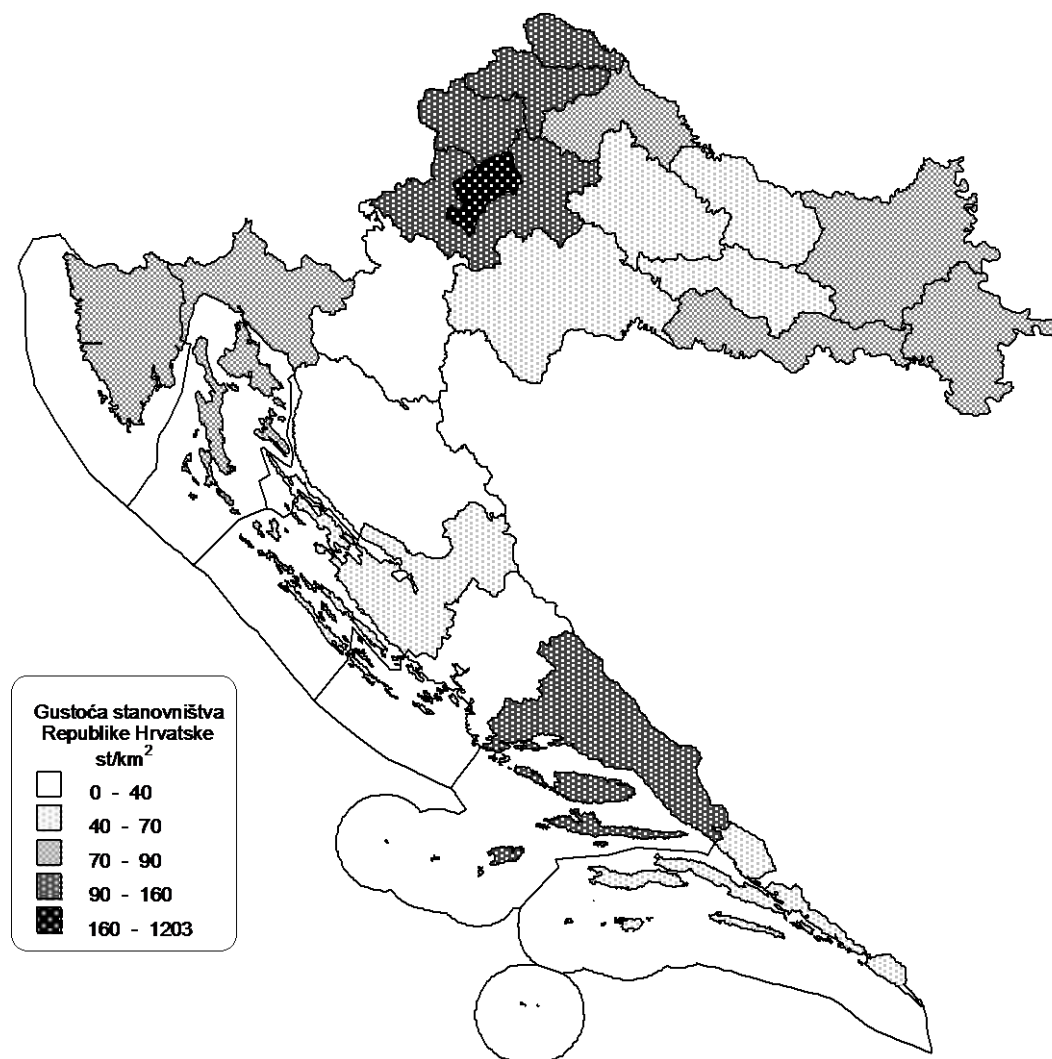 Gustoća stanovništva
Republike Hrvatske
st/km²
0 - 40
40 - 70
70 - 90
90 - 160
160 - 1203